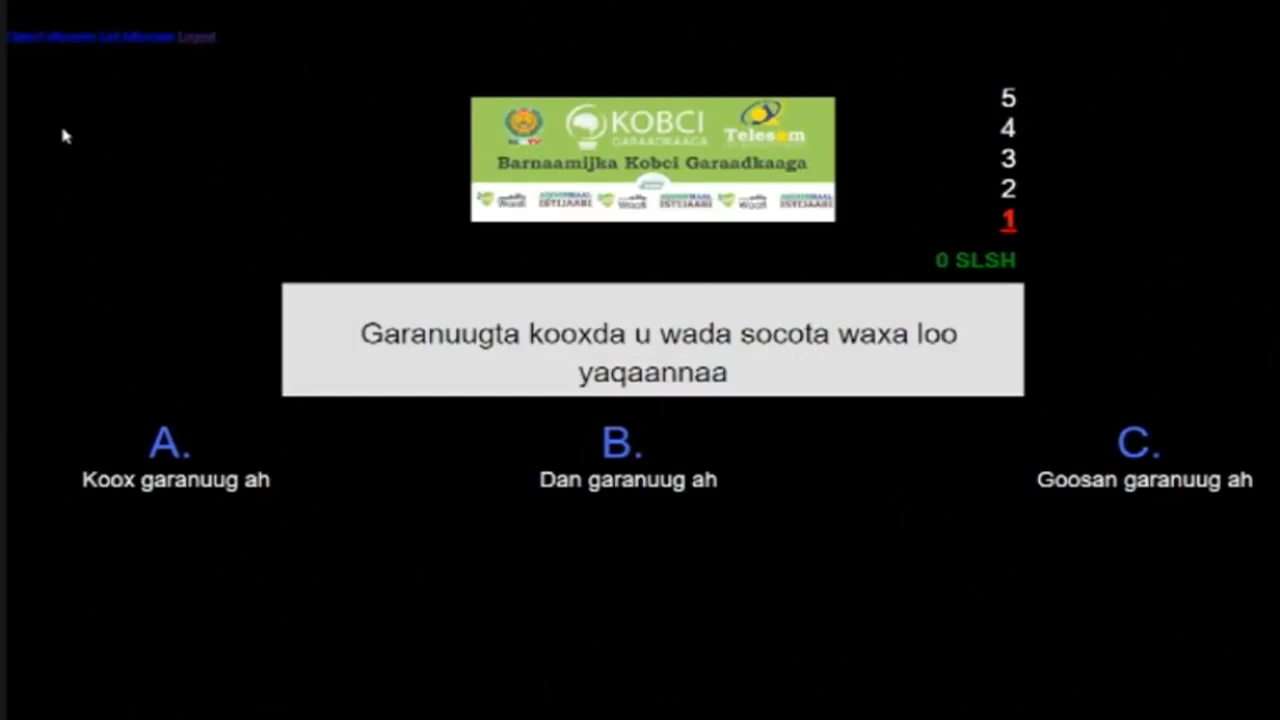 KOBCI
GARAADKAAGA
Telesom
Barnaamijka Kobci Garaadkaaga
5
4
3
2
1
0 SLSH
Garanuugta kooxda u wada socota waxa loo
yaqaannaa
A.
Koox garanuug ah
B.
Dan garanuug ah
C.
Goosan garanuug ah
Logout